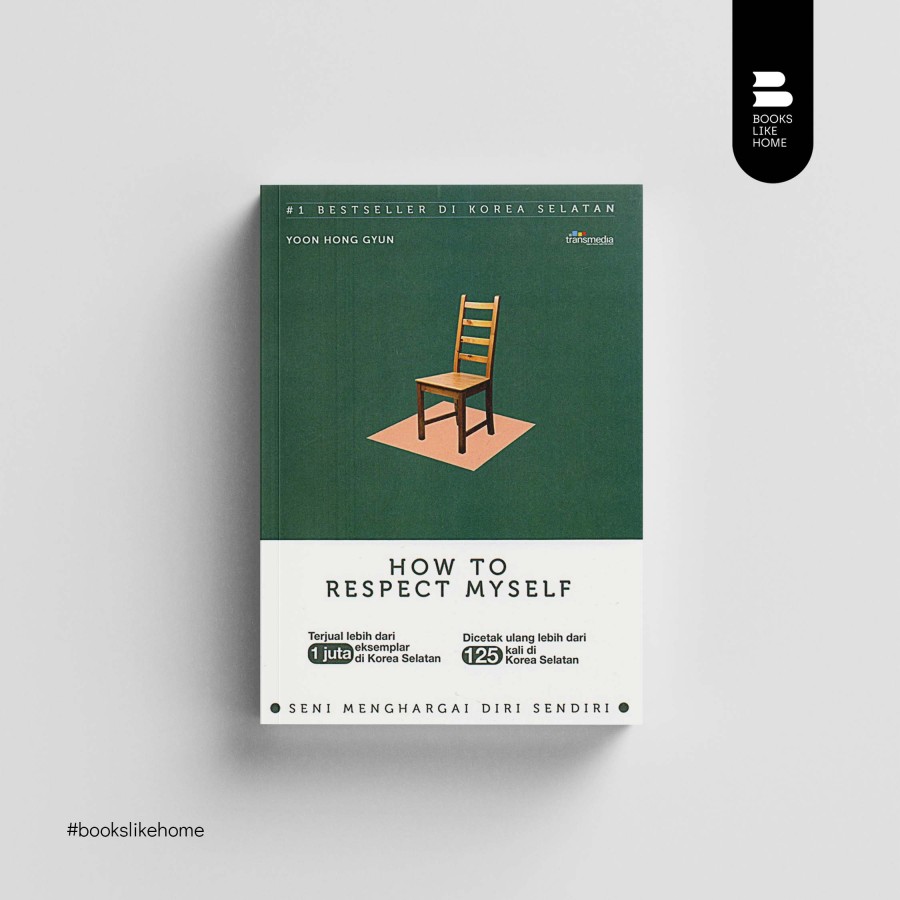 BOOKS
LIKE
HOME
#1 BESTSELLER DI KOREA SELATAN
YOON HONG GYUN
transmedia
HOW TO
RESPECT MYSELF
Terjual lebih dari
1 juta eksemplar
di Korea Selatan
Dicetak ulang lebih dari
125 kali di
Korea Selatan
SENI MENGHARGAI DIRI SENDIRI
#bookslikehome